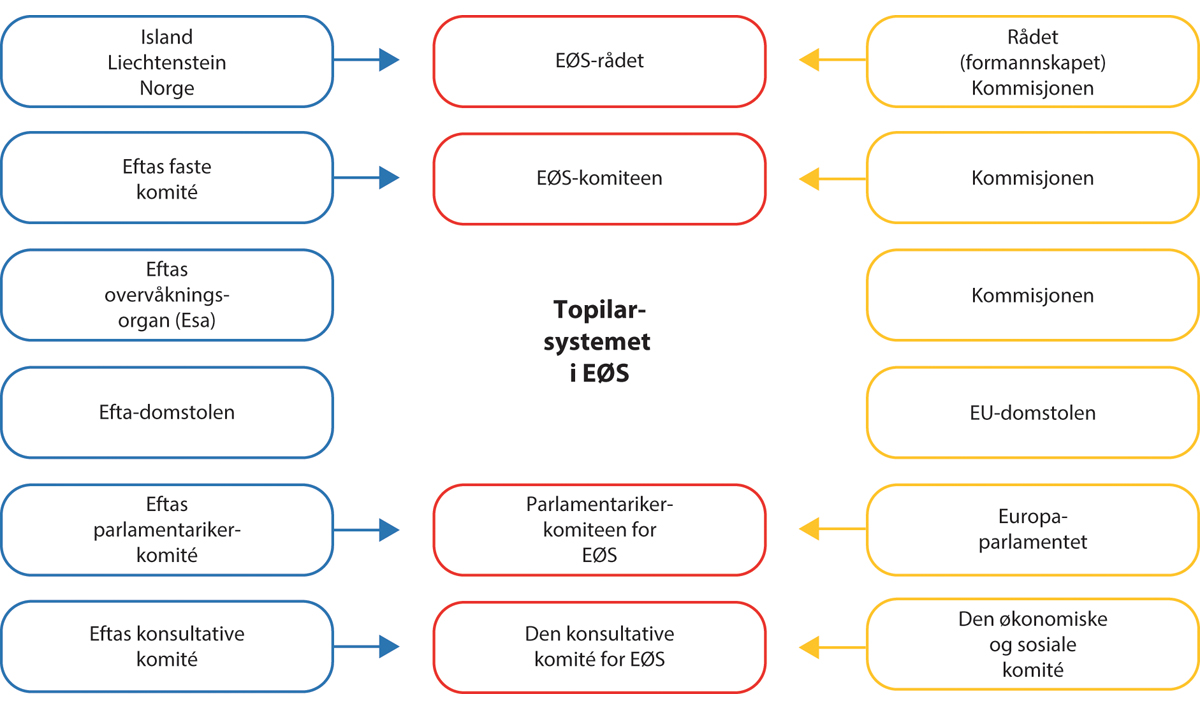 Island
Liechtenstein
Norge
EØS-rådet
Rådet
(formannskapet)
Kommisjonen
Eftas faste
komité
EØS-komiteen
Kommisjonen
Eftas
overvåknings-
organ (Esa)
Topilar-
systemet
i EØS
Kommisjonen
Efta-domstolen
EU-domstolen
Eftas
parlamentariker-
komité
Parlamentariker-
komiteen for
EØS
Europa-
parlamentet
Eftas konsultative
komité
Den konsultative
komité for EØS
Den økonomiske
og sosiale
komité